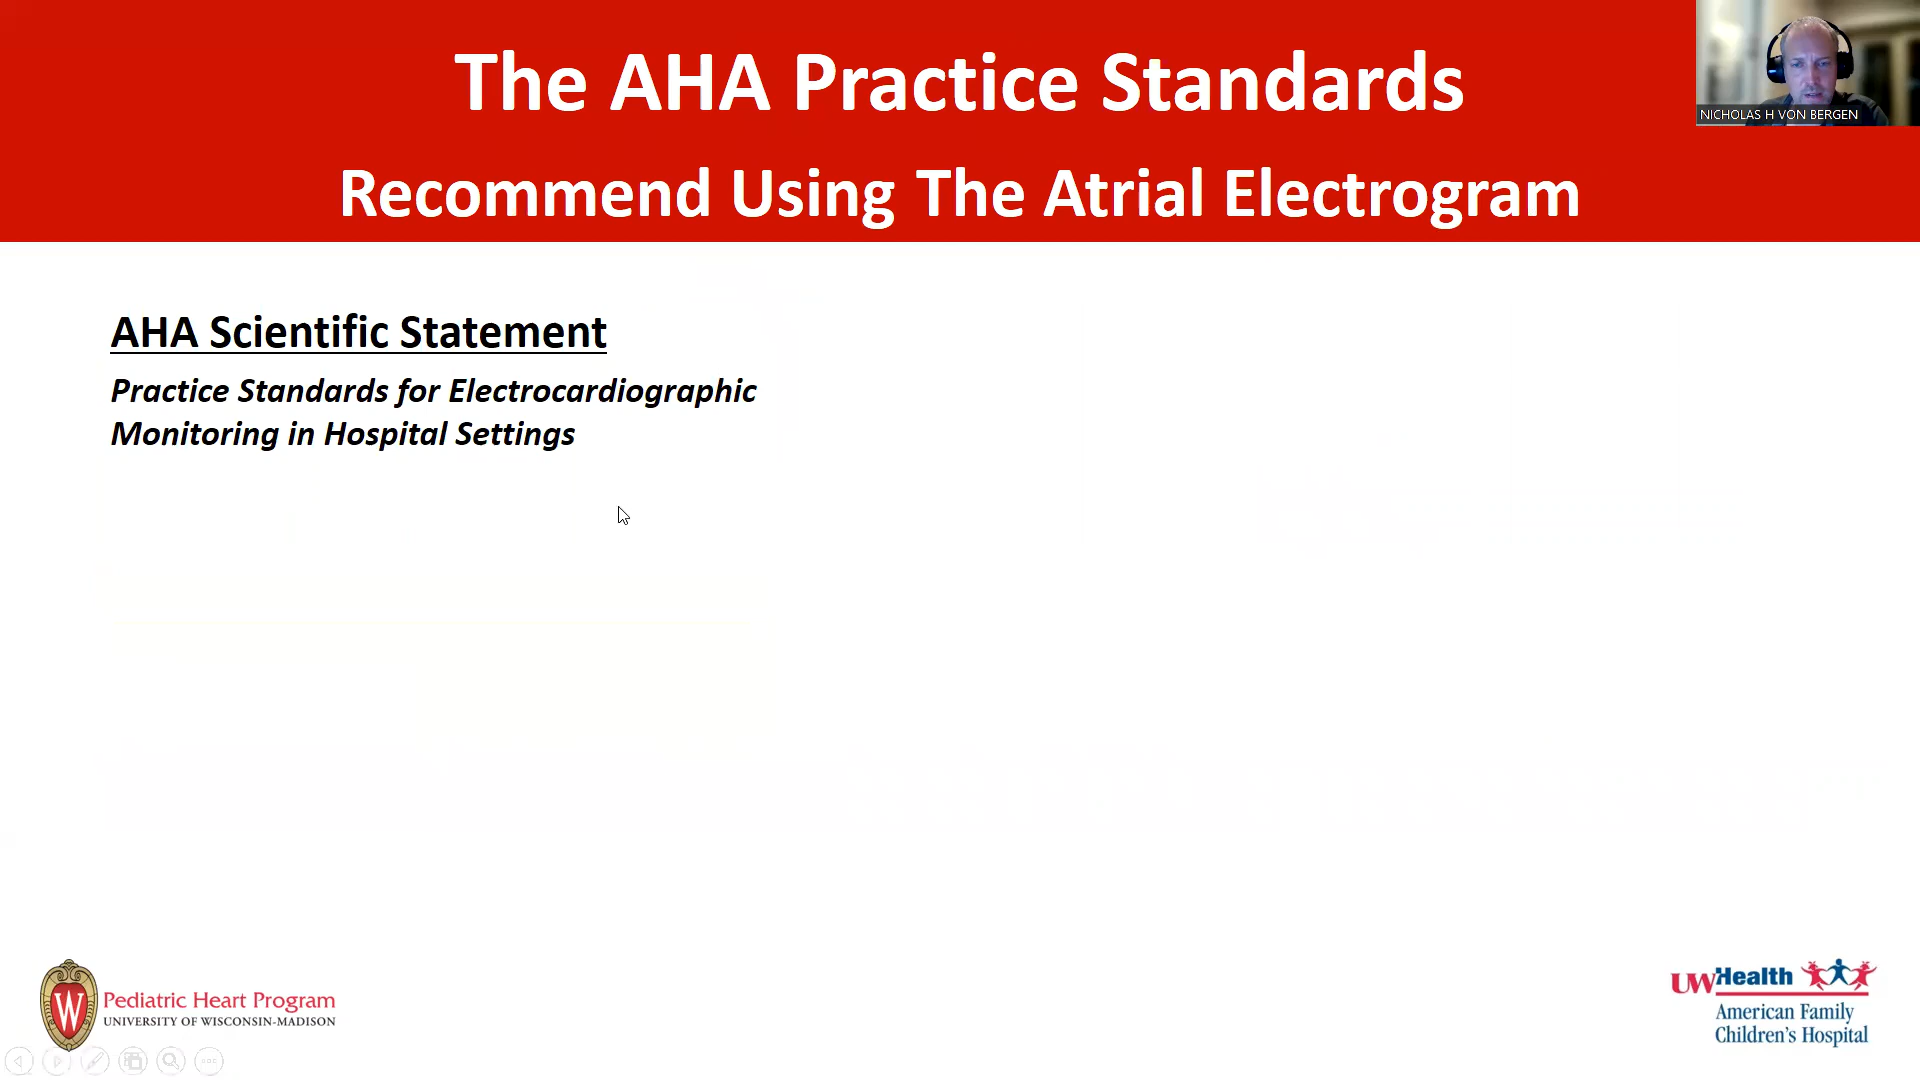 The AHA Practice Standards
Recommend Using The Atrial Electrogram
NICHOLAS H VON BERGEN
AHA Scientific Statement
Practice Standards for Electrocardiographic
Monitoring in Hospital Settings
W
Pediatric Heart Program
UNIVERSITY OF WISCONSIN-MADISON
UWHealth
American Family
Children's Hospital